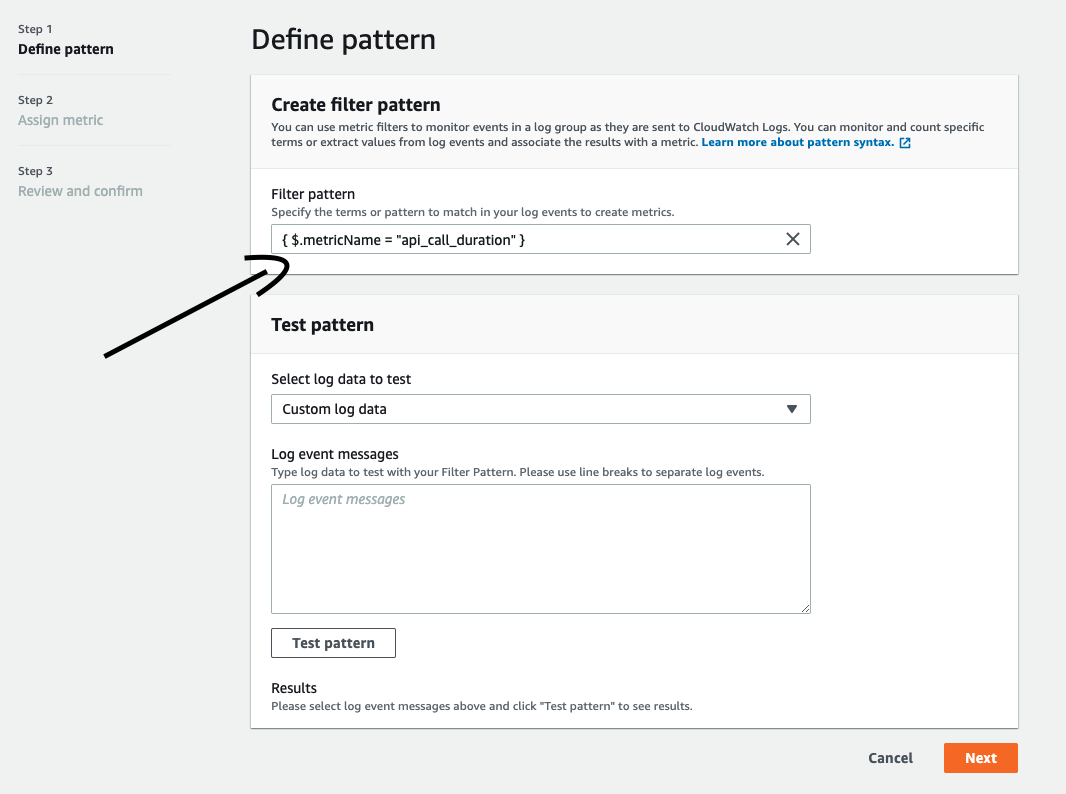 Step 1
Define pattern
Step 2
Assign metric
Step 3
Review and confirm
Define pattern
Create filter pattern
You can use metric filters to monitor events in a log group as they are sent to CloudWatch Logs. You can monitor and count specific
terms or extract values from log events and associate the results with a metric. Learn more about pattern syntax.
Filter pattern
Specify the terms or pattern to match in your log events to create metrics.
{ $.metricName = "api_call_duration" }
Test pattern
Select log data to test
Custom log data
Log event messages
Type log data to test with your Filter Pattern. Please use line breaks to separate log events.
Log event messages
Test pattern
Results
Please select log event messages above and click "Test pattern" to see results.
Cancel
Next